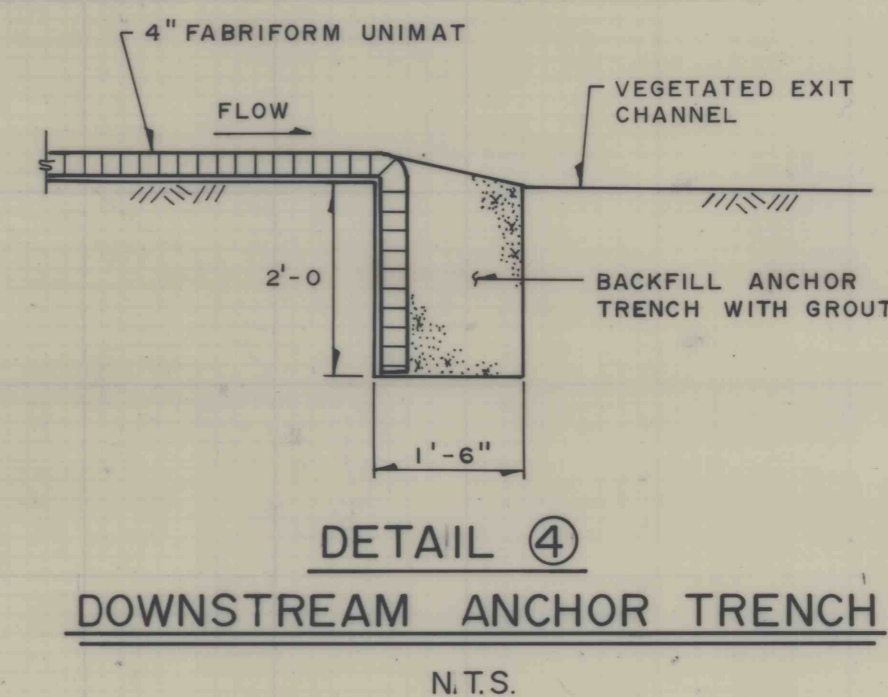 4" FABRIFORM UNIMAT
FLOW
VEGETATED EXIT
CHANNEL
2'-0
BACKFILL ANCHOR
TRENCH WITH GROUT
1'-6"
DETAIL ④
DOWNSTREAM ANCHOR TRENCH
N.T.S.